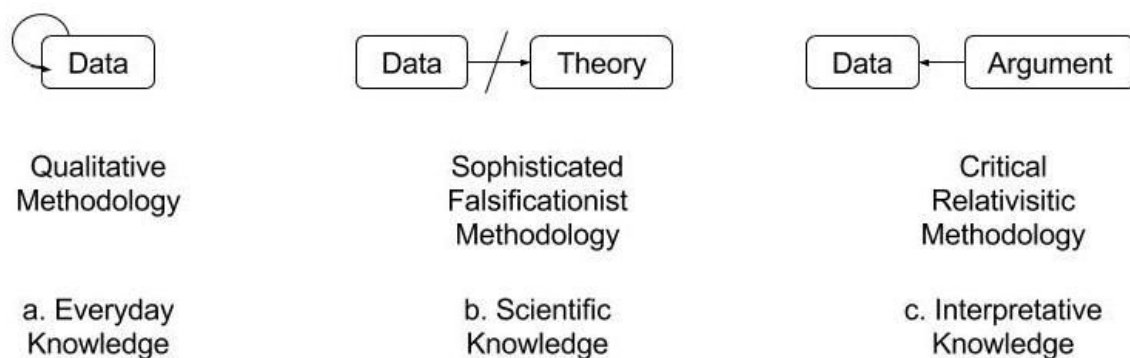 Data
Data
Theory
Data
Argument
Qualitative
Methodology
Sophisticated
Falsificationist
Methodology
Critical
Relativisitic
Methodology
a. Everyday
Knowledge
b. Scientific
Knowledge
c. Interpretative
Knowledge